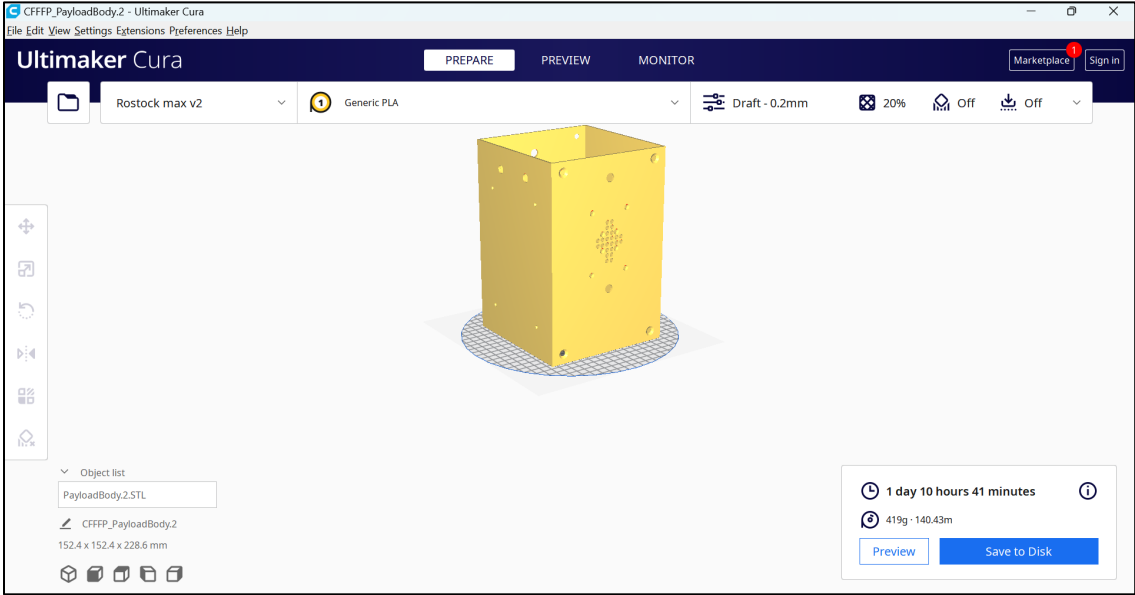 CFFFP_PayloadBody.2 - Ultimaker Cura
File Edit View Settings Extensions Preferences Help
Ultimaker Cura
PREPARE PREVIEW MONITOR
1
Marketplace Sign in
Rostock max v2
1 Generic PLA
Draft - 0.2mm 20% Off Off
Object list
PayloadBody.2.STL
CFFFP_PayloadBody.2
152.4 x 152.4 x 228.6 mm
1 day 10 hours 41 minutes
419g · 140.43m
Preview Save to Disk